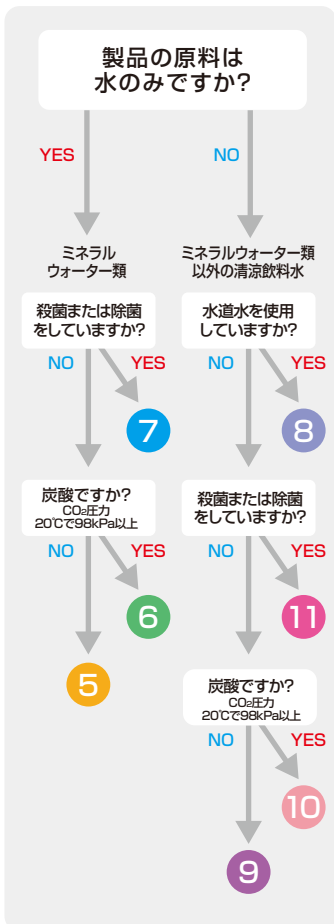 製品の原料は
水のみですか?
YES
NO
ミネラル
ウォーター類
ミネラルウォーター類
以外の清涼飲料水
殺菌または除菌
をしていますか?
水道水を使用
していますか?
NO
YES
NO
YES
7
8
炭酸ですか?
CO₂圧力
20℃で98kPa以上
殺菌または除菌
をしていますか?
NO
YES
NO
YES
6
11
5
炭酸ですか?
CO₂圧力
20℃で98kPa以上
NO
YES
10
9